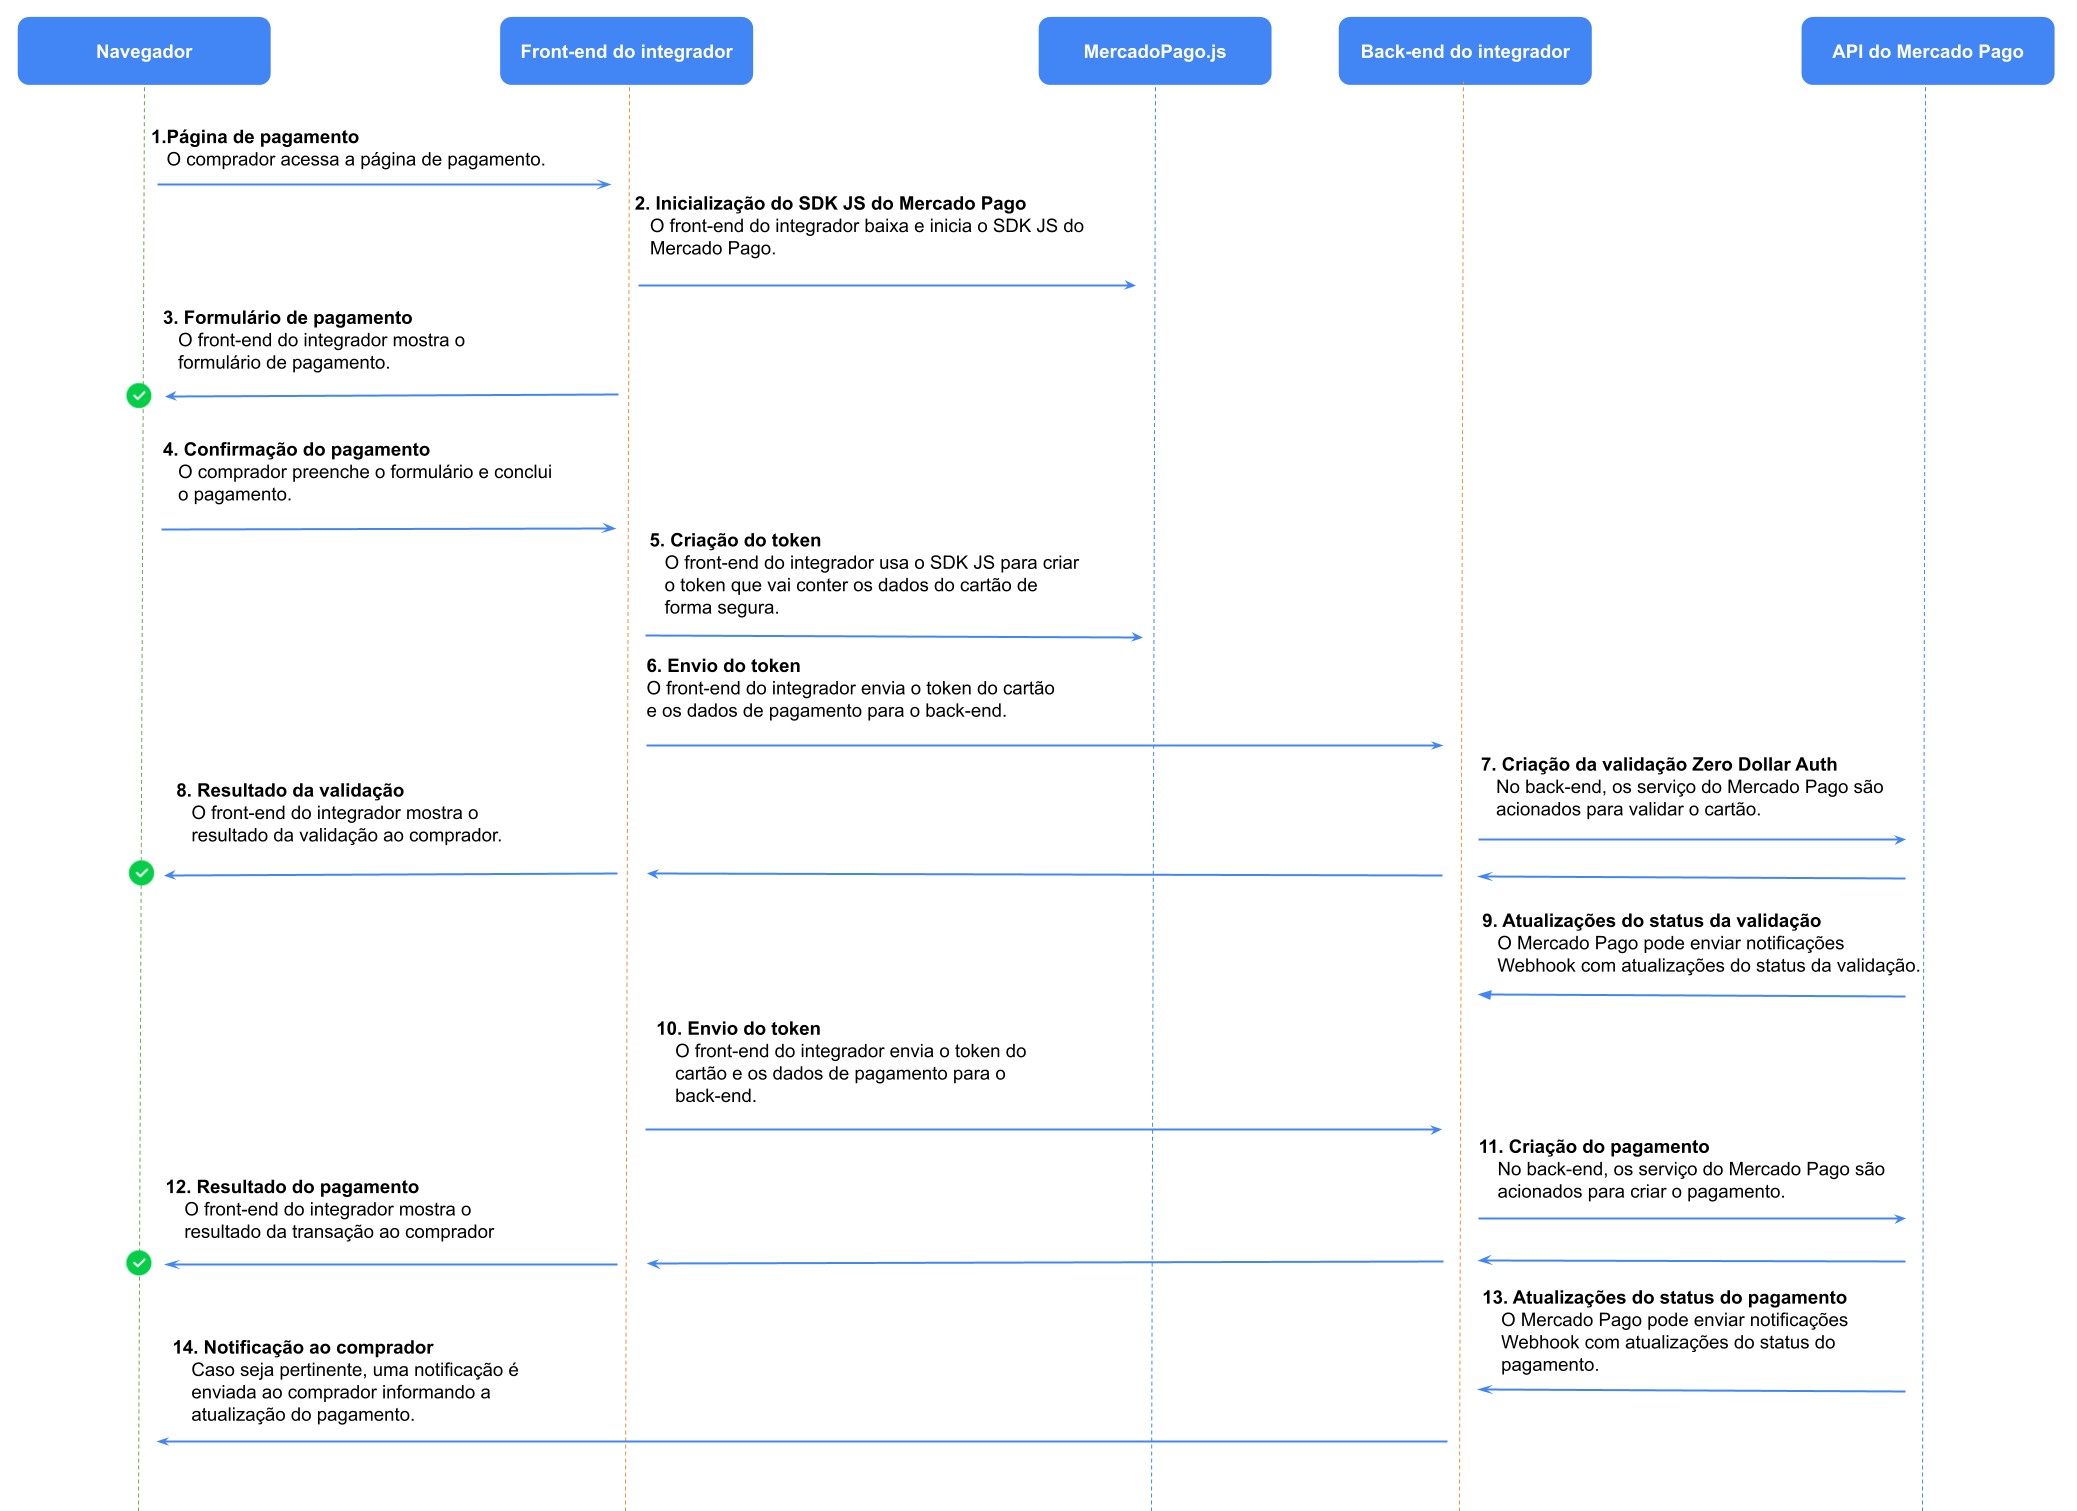 Navegador
Front-end do integrador
MercadoPago.js
Back-end do integrador
API do Mercado Pago
1.Página de pagamento
O comprador acessa a página de pagamento.
2. Inicialização do SDK JS do Mercado Pago
O front-end do integrador baixa e inicia o SDK JS do
Mercado Pago.
3. Formulário de pagamento
O front-end do integrador mostra o
formulário de pagamento.
4. Confirmação do pagamento
O comprador preenche o formulário e conclui
o pagamento.
5. Criação do token
O front-end do integrador usa o SDK JS para criar
o token que vai conter os dados do cartão de
forma segura.
6. Envio do token
O front-end do integrador envia o token do cartão
e os dados de pagamento para o back-end.
7. Criação da validação Zero Dollar Auth
No back-end, os serviço do Mercado Pago são
acionados para validar o cartão.
8. Resultado da validação
O front-end do integrador mostra o
resultado da validação ao comprador.
9. Atualizações do status da validação
O Mercado Pago pode enviar notificações
Webhook com atualizações do status da validação.
10. Envio do token
O front-end do integrador envia o token do
cartão e os dados de pagamento para o
back-end.
11. Criação do pagamento
No back-end, os serviço do Mercado Pago são
acionados para criar o pagamento.
12. Resultado do pagamento
O front-end do integrador mostra o
resultado da transação ao comprador
13. Atualizações do status do pagamento
O Mercado Pago pode enviar notificações
Webhook com atualizações do status do
pagamento.
14. Notificação ao comprador
Caso seja pertinente, uma notificação é
enviada ao comprador informando a
atualização do pagamento.